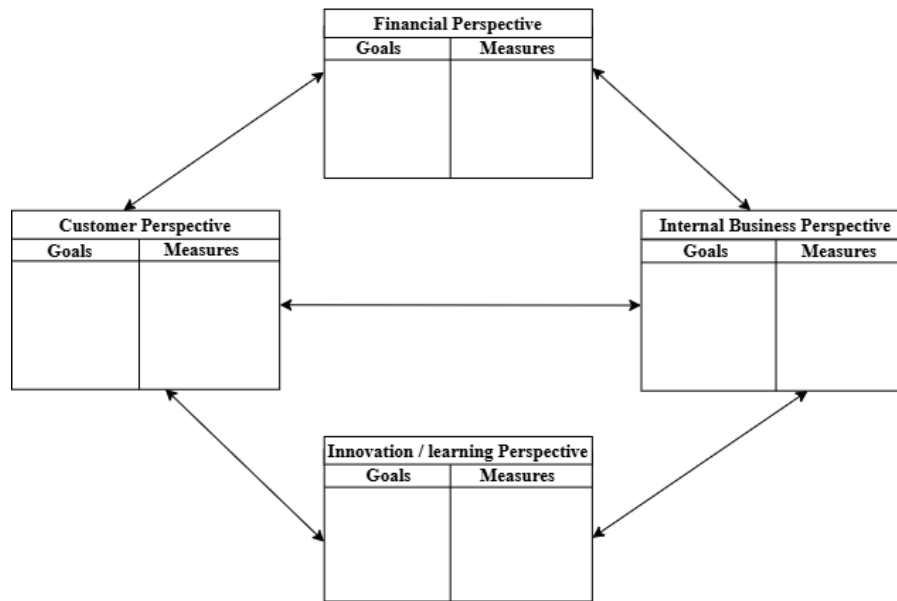 Financial Perspective
Goals Measures
Customer Perspective
Goals Measures
Internal Business Perspective
Goals Measures
Innovation / learning Perspective
Goals Measures